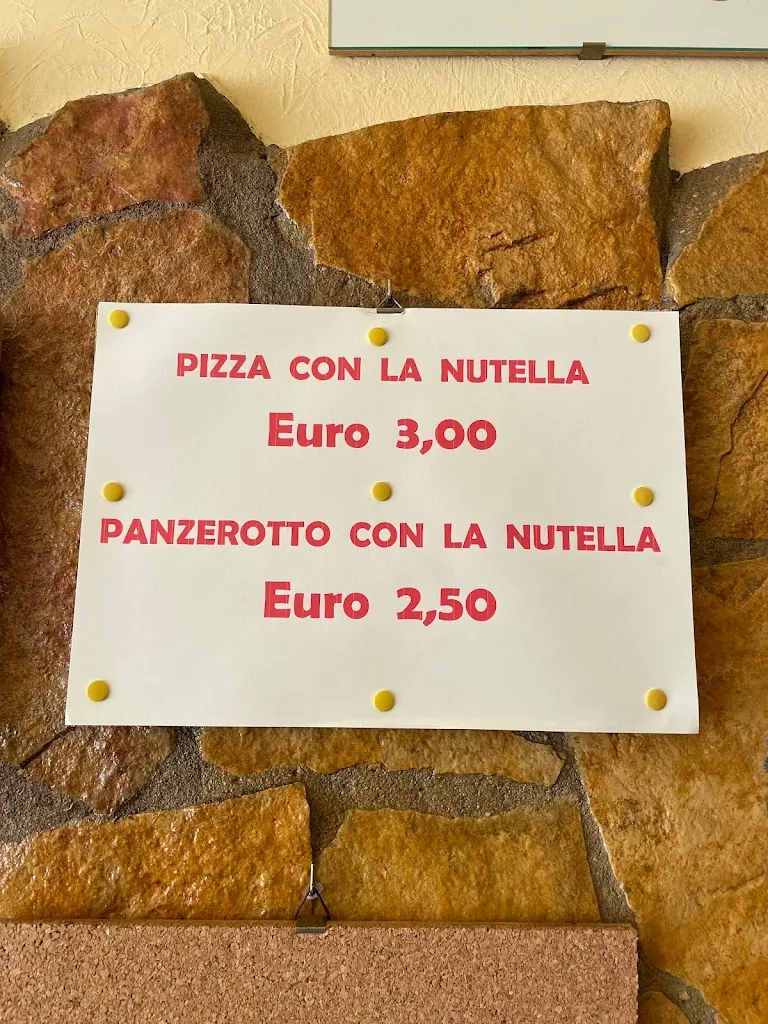 PIZZA CON LA NUTELLA
Euro 3,00
PANZEROTTO CON LA NUTELLA
Euro 2,50